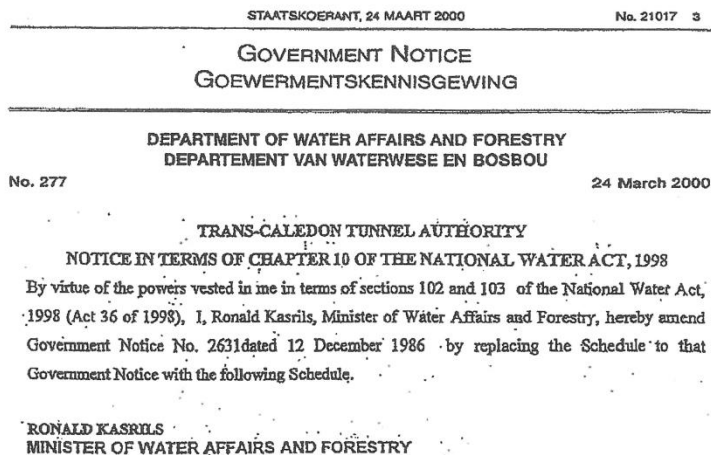 STAATSKOERANT, 24 MAART 2000 No. 21017 3
GOVERNMENT NOTICE
GOEWERMENTSKENNISGEWING
DEPARTMENT OF WATER AFFAIRS AND FORESTRY
DEPARTEMENT VAN WATERWESE EN BOSBOU
No. 277 24 March 2000
TRANS-CALEDON TUNNEL AUTHORITY
NOTICE IN TERMS OF CHAPTER 10 OF THE NATIONAL WATER ACT, 1998
By virtue of the powers vested in me in terms of sections 102 and 103 of the National Water Act,
1998 (Act 36 of 1998), I, Ronald Kasrils, Minister of Water Affairs and Forestry, hereby amend
Government Notice No. 2631dated 12 December 1986 by replacing the Schedule to that
Government Notice with the following Schedule.
RONALD KASRILS
MINISTER OF WATER AFFAIRS AND FORESTRY